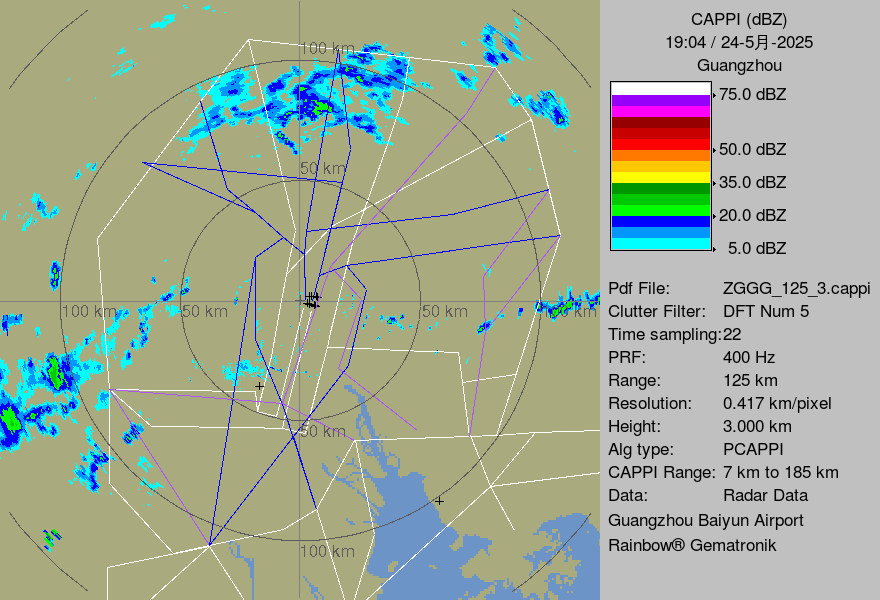 CAPPI (dBZ)
19:04 / 24-5月-2025
Guangzhou
75.0 dBZ
50.0 dBZ
35.0 dBZ
20.0 dBZ
5.0 dBZ
Pdf File: ZGGG_125_3.cappi
Clutter Filter: DFT Num 5
Time sampling:22
PRF: 400 Hz
Range: 125 km
Resolution: 0.417 km/pixel
Height: 3.000 km
Alg type: PCAPPI
CAPPI Range: 7 km to 185 km
Data: Radar Data
Guangzhou Baiyun Airport
Rainbow® Gematronik
100 km
50 km
100 km
50 km
50 km
km
50 km
100 km